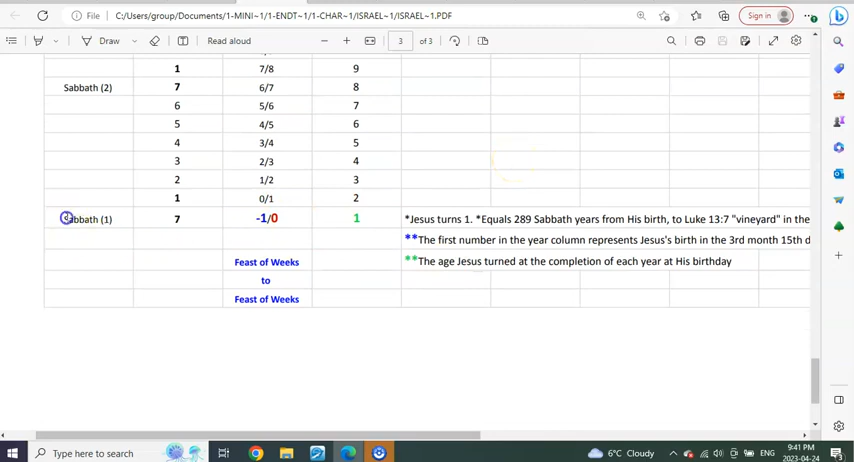 File C:/Users/group/Documents/1-MINI~1/1-ENDT~1/1-CHAR~1/ISRAEL~1/ISRAEL~1.PDF
Sign in
Draw Read aloud 3 of 3
1 7/8 9
Sabbath (2) 7 6/7 8
6 5/6 7
5 4/5 6
4 3/4 5
3 2/3 4
2 1/2 3
1 0/1 2
Sabbath (1) 7 -1/0 1 *Jesus turns 1. *Equals 289 Sabbath years from His birth, to Luke 13:7 "vineyard" in the
**The first number in the year column represents Jesus's birth in the 3rd month 15th d
Feast of Weeks **The age Jesus turned at the completion of each year at His birthday
to
Feast of Weeks
Type here to search 6°C Cloudy ENG 9:41 PM
2023-04-24